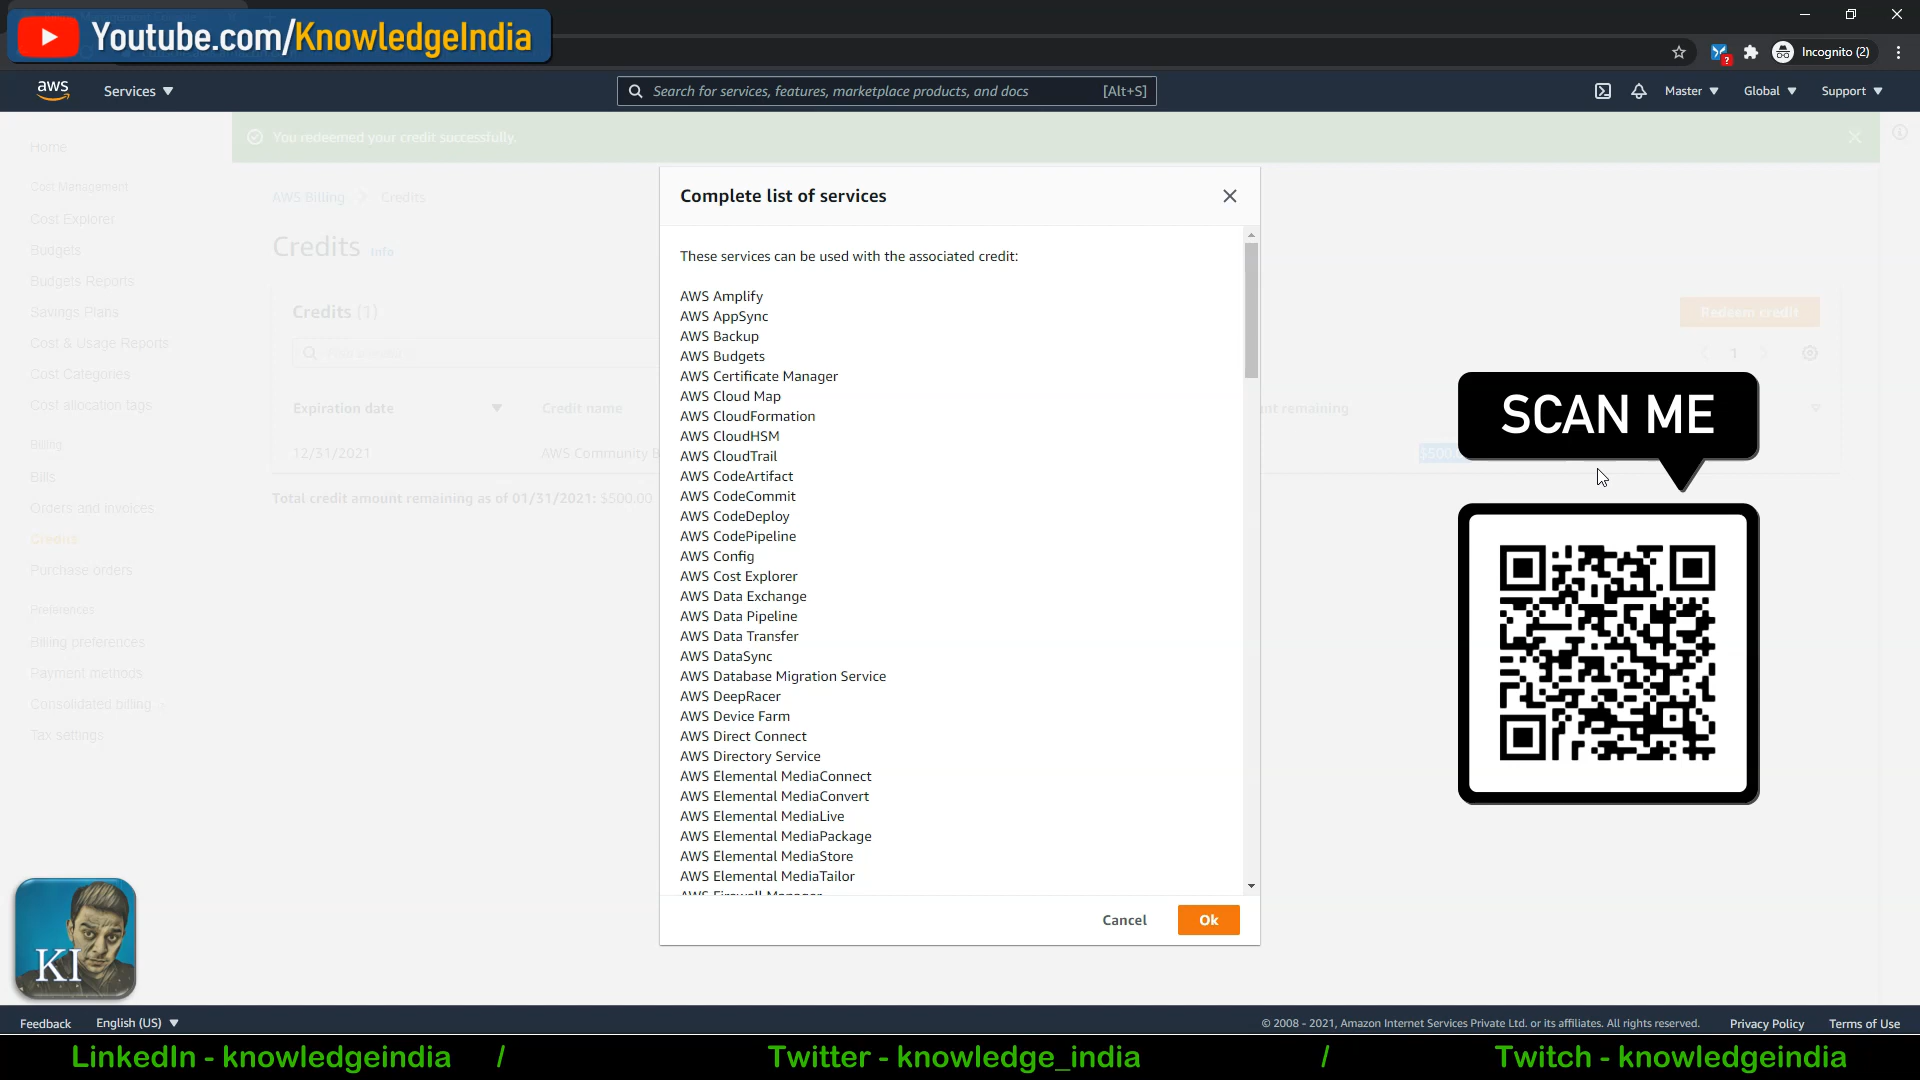 Youtube.com/KnowledgeIndia
Incognito (2)
aws
Services
Search for services, features, marketplace products, and docs
[Alt+S]
Master
Global
Support
You redeemed your credit successfully.
Home
Cost Management
Cost Explorer
Budgets
Budgets Reports
Savings Plans
Cost & Usage Reports
Cost Categories
Cost allocation tags
Billing
Bills
Orders and invoices
Credits
Purchase orders
Preferences
Billing preferences
Payment methods
Consolidated billing
Tax settings
AWS Billing > Credits
Credits Info
Credits (1)
Redeem credit
1
Expiration date
Credit name
remaining
12/31/2021
AWS Community
$500
Total credit amount remaining as of 01/31/2021: $500.00
Complete list of services
These services can be used with the associated credit:
AWS Amplify
AWS AppSync
AWS Backup
AWS Budgets
AWS Certificate Manager
AWS Cloud Map
AWS CloudFormation
AWS CloudHSM
AWS CloudTrail
AWS CodeArtifact
AWS CodeCommit
AWS CodeDeploy
AWS CodePipeline
AWS Config
AWS Cost Explorer
AWS Data Exchange
AWS Data Pipeline
AWS Data Transfer
AWS DataSync
AWS Database Migration Service
AWS DeepRacer
AWS Device Farm
AWS Direct Connect
AWS Directory Service
AWS Elemental MediaConnect
AWS Elemental MediaConvert
AWS Elemental MediaLive
AWS Elemental MediaPackage
AWS Elemental MediaStore
AWS Elemental MediaTailor
AWS Firewall Manager
Cancel
Ok
SCAN ME
KI
Feedback
English (US)
© 2008 - 2021, Amazon Internet Services Private Ltd. or its affiliates. All rights reserved.
Privacy Policy
Terms of Use
LinkedIn - knowledgeindia / Twitter - knowledge_india / Twitch - knowledgeindia